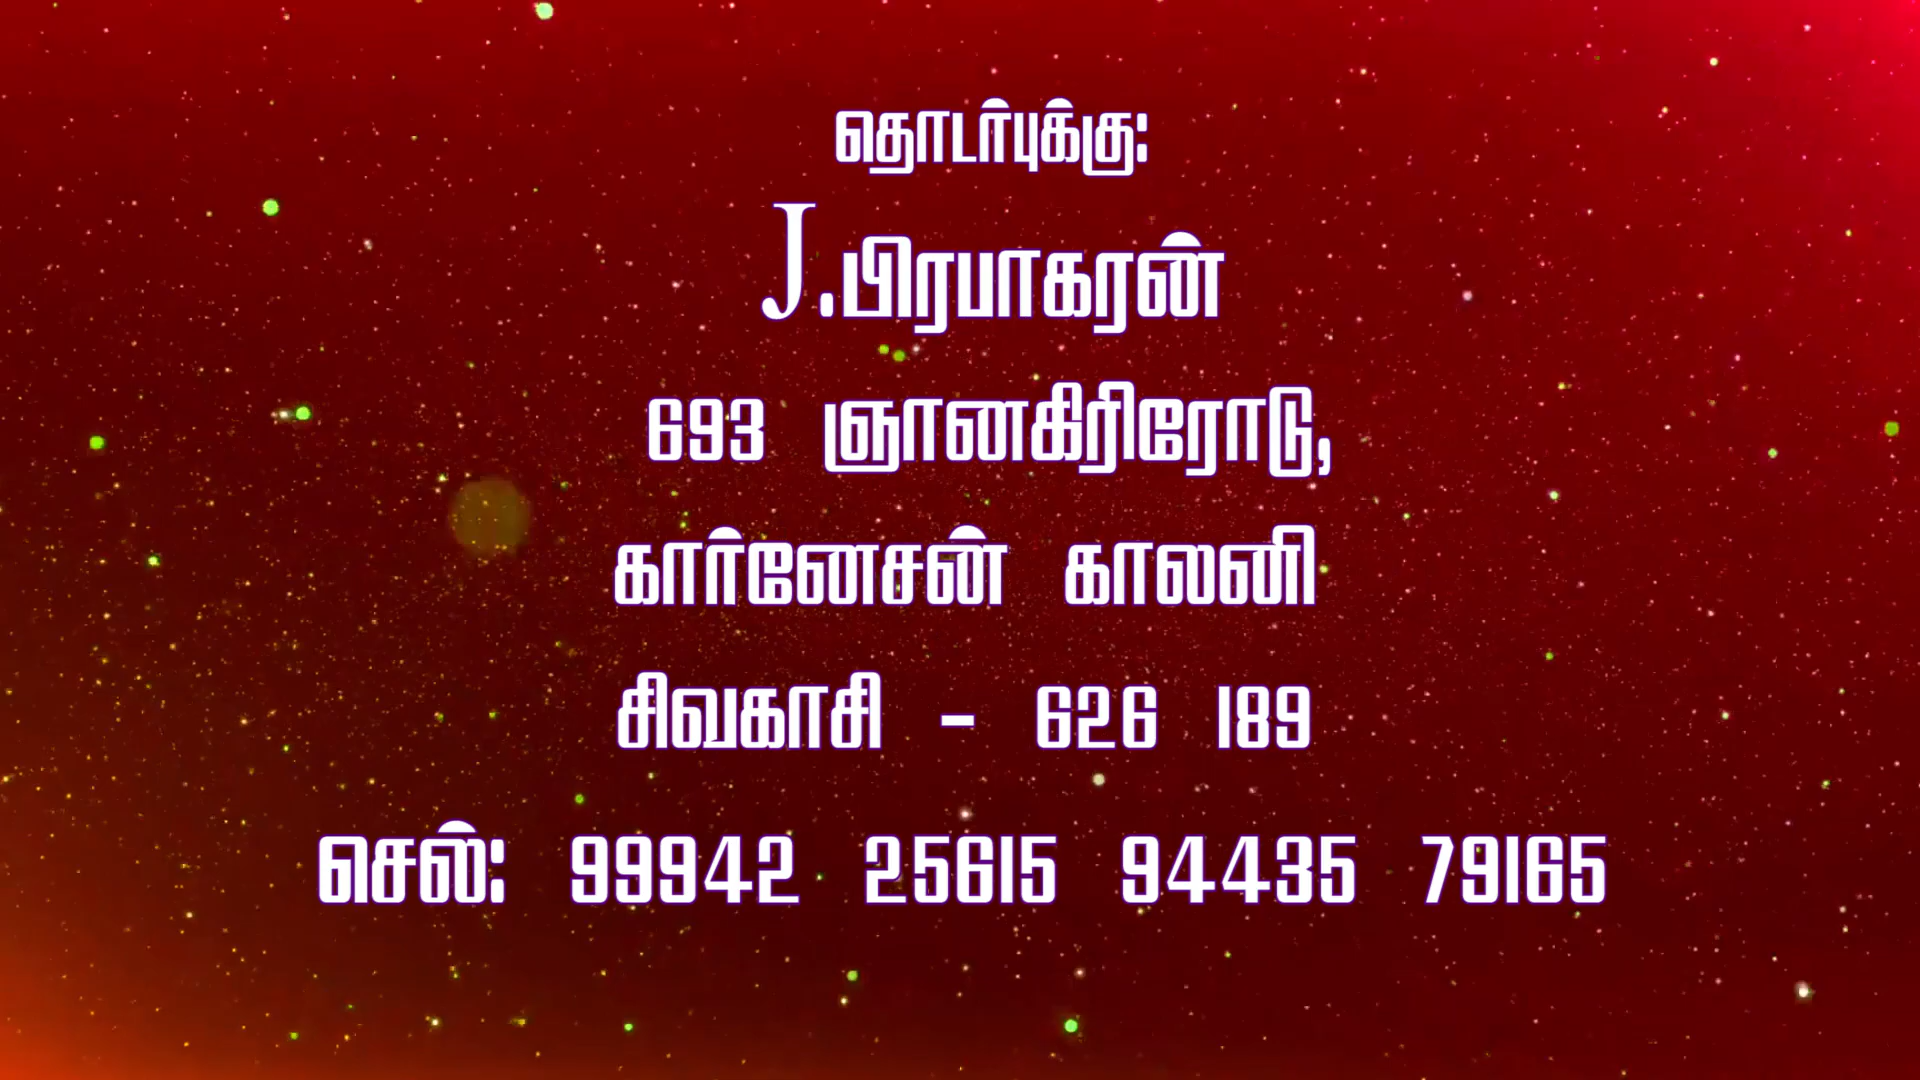 தொடர்புக்கு:
J.பிரபாகரன்
693 ஞானகிரிரோடு,
கார்னேசன் காலனி
சிவகாசி - 626 189
செல்: 99942 25615 94435 79165